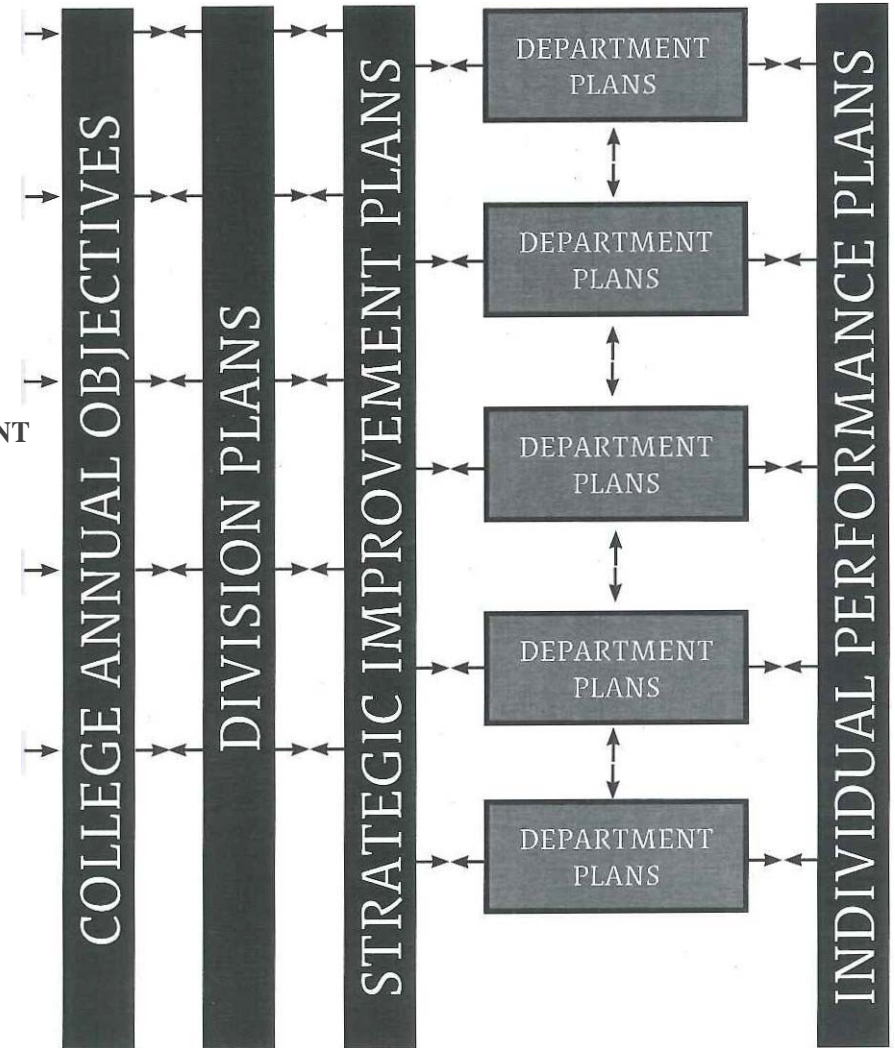 COLLEGE ANNUAL OBJECTIVES
DIVISION PLANS
STRATEGIC IMPROVEMENT PLANS
DEPARTMENT
PLANS
DEPARTMENT
PLANS
DEPARTMENT
PLANS
DEPARTMENT
PLANS
DEPARTMENT
PLANS
INDIVIDUAL PERFORMANCE PLANS